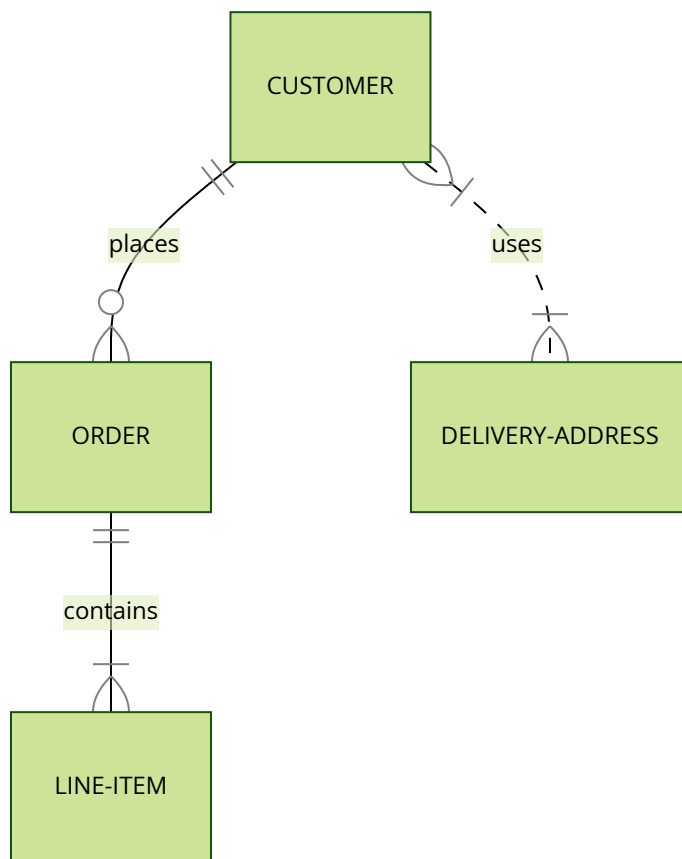 CUSTOMER
places
uses
ORDER
DELIVERY-ADDRESS
contains
LINE-ITEM